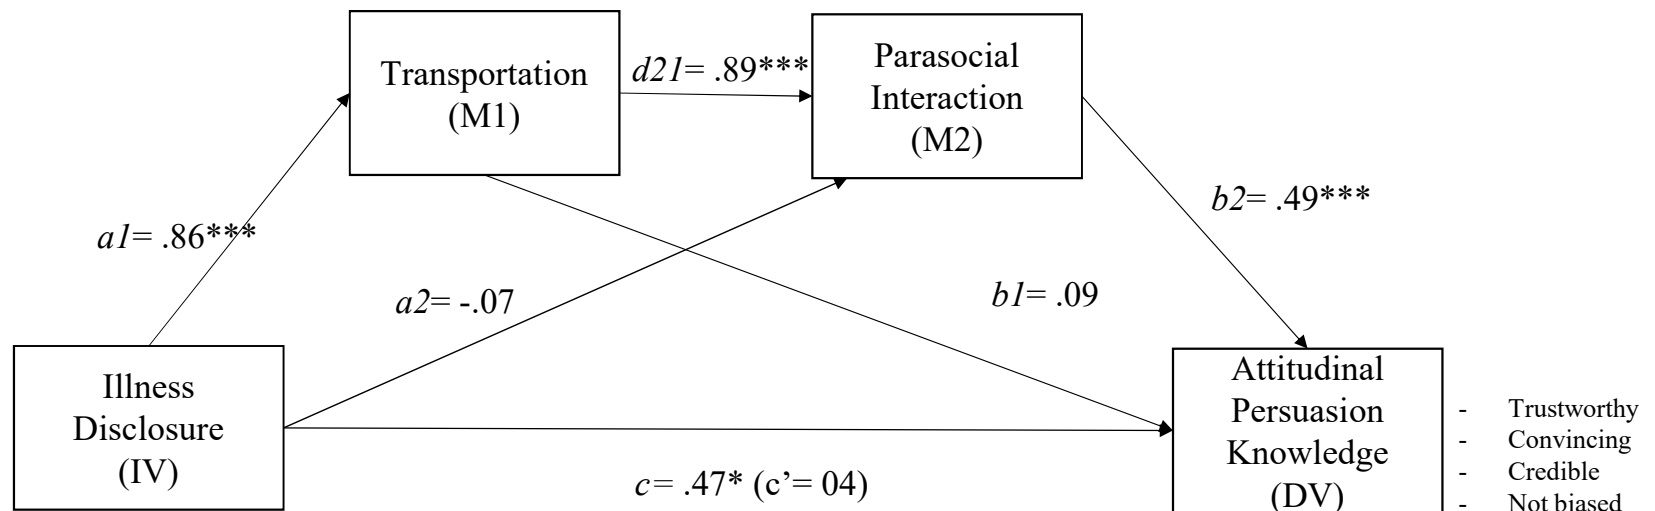 Transportation
(M1)
d21= .89***
Parasocial
Interaction
(M2)
a1= .86***
b2= .49***
a2= -.07
b1= .09
Illness
Disclosure
(IV)
c= .47* (c’= 04)
Attitudinal
Persuasion
Knowledge
(DV)
- Trustworthy
- Convincing
- Credible
- Not biased